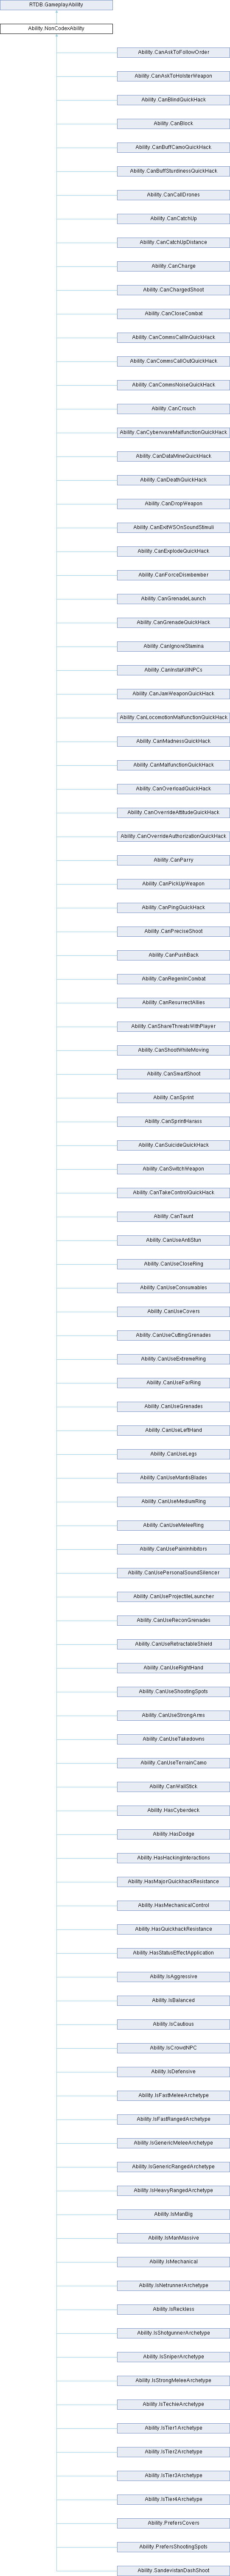 RTDB.GameplayAbility
Ability.NonCodexAbility
Ability.CanAskToFollowOrder
Ability.CanAskToHolsterWeapon
Ability.CanBlindQuickHack
Ability.CanBlock
Ability.CanBuffCamoQuickHack
Ability.CanBuffSturdinessQuickHack
Ability.CanCallDrones
Ability.CanCatchUp
Ability.CanCatchUpDistance
Ability.CanCharge
Ability.CanChargedShoot
Ability.CanCloseCombat
Ability.CanCommsCallInQuickHack
Ability.CanCommsCallOutQuickHack
Ability.CanCommsNoiseQuickHack
Ability.CanCrouch
Ability.CanCyberwareMalfunctionQuickHack
Ability.CanDataMineQuickHack
Ability.CanDeathQuickHack
Ability.CanDropWeapon
Ability.CanExitWSOnSoundStimuli
Ability.CanExplodeQuickHack
Ability.CanForceDismbember
Ability.CanGrenadeLaunch
Ability.CanGrenadeQuickHack
Ability.CanIgnoreStamina
Ability.CanInstaKillNPCs
Ability.CanJamWeaponQuickHack
Ability.CanLocomotionMalfunctionQuickHack
Ability.CanMadnessQuickHack
Ability.CanMalfunctionQuickHack
Ability.CanOverloadQuickHack
Ability.CanOverrideAttitudeQuickHack
Ability.CanOverrideAuthorizationQuickHack
Ability.CanParry
Ability.CanPickUpWeapon
Ability.CanPingQuickHack
Ability.CanPreciseShoot
Ability.CanPushBack
Ability.CanRegenInCombat
Ability.CanResurrectAllies
Ability.CanShareThreatsWithPlayer
Ability.CanShootWhileMoving
Ability.CanSmartShoot
Ability.CanSprint
Ability.CanSprintHarass
Ability.CanSuicideQuickHack
Ability.CanSwitchWeapon
Ability.CanTakeControlQuickHack
Ability.CanTaunt
Ability.CanUseAntiStun
Ability.CanUseCloseRing
Ability.CanUseConsumables
Ability.CanUseCovers
Ability.CanUseCuttingGrenades
Ability.CanUseExtremeRing
Ability.CanUseFarRing
Ability.CanUseGrenades
Ability.CanUseLeftHand
Ability.CanUseLegs
Ability.CanUseMantisBlades
Ability.CanUseMediumRing
Ability.CanUseMeleeRing
Ability.CanUsePainInhibitors
Ability.CanUsePersonalSoundSilencer
Ability.CanUseProjectileLauncher
Ability.CanUseReconGrenades
Ability.CanUseRetractableShield
Ability.CanUseRightHand
Ability.CanUseShootingSpots
Ability.CanUseStrongArms
Ability.CanUseTakedowns
Ability.CanUseTerrainCamo
Ability.CanWallStick
Ability.HasCyberdeck
Ability.HasDodge
Ability.HasHackingInteractions
Ability.HasMajorQuickhackResistance
Ability.HasMechanicalControl
Ability.HasQuickhackResistance
Ability.HasStatusEffectApplication
Ability.IsAggressive
Ability.IsBalanced
Ability.IsCautious
Ability.IsCrowdNPC
Ability.IsDefensive
Ability.IsFastMeleeArchetype
Ability.IsFastRangedArchetype
Ability.IsGenericMeleeArchetype
Ability.IsGenericRangedArchetype
Ability.IsHeavyRangedArchetype
Ability.IsManBig
Ability.IsManMassive
Ability.IsMechanical
Ability.IsNetrunnerArchetype
Ability.IsReckless
Ability.IsShotgunnerArchetype
Ability.IsSniperArchetype
Ability.IsStrongMeleeArchetype
Ability.IsTechieArchetype
Ability.IsTier1Archetype
Ability.IsTier2Archetype
Ability.IsTier3Archetype
Ability.IsTier4Archetype
Ability.PrefersCovers
Ability.PrefersShootingSpots
Ability.SandevistanDashShoot